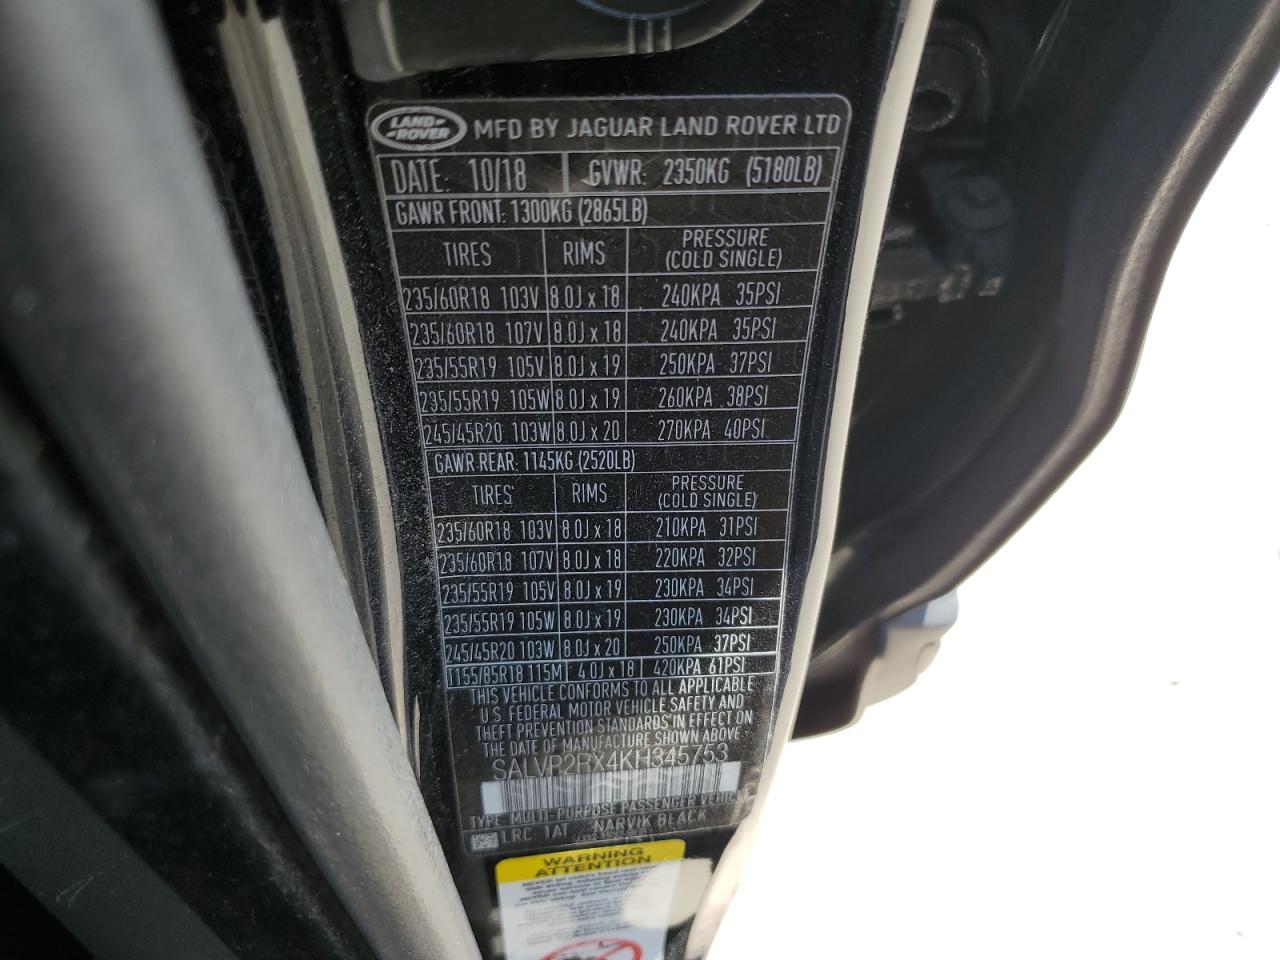 LAND-ROVER MFD BY JAGUAR LAND ROVER LTD
DATE: 10/18 GVWR: 2350KG (5180LB)
GAWR FRONT: 1300KG (2865LB)
TIRES RIMS PRESSURE (COLD SINGLE)
235/60R18 103V 8.0J x 18 240KPA 35PSI
235/60R18 107V 8.0J x 18 240KPA 35PSI
235/55R19 105V 8.0J x 19 250KPA 37PSI
235/55R19 105W 8.0J x 19 260KPA 38PSI
245/45R20 103W 8.0J x 20 270KPA 40PSI
GAWR REAR: 1145KG (2520LB)
TIRES RIMS PRESSURE (COLD SINGLE)
235/60R18 103V 8.0J x 18 210KPA 31PSI
235/60R18 107V 8.0J x 18 220KPA 32PSI
235/55R19 105V 8.0J x 19 230KPA 34PSI
235/55R19 105W 8.0J x 19 230KPA 34PSI
245/45R20 103W 8.0J x 20 250KPA 37PSI
T155/85R18 115M 4.0J x 18 420KPA 61PSI
THIS VEHICLE CONFORMS TO ALL APPLICABLE
U.S. FEDERAL MOTOR VEHICLE SAFETY AND
THEFT PREVENTION STANDARDS IN EFFECT ON
THE DATE OF MANUFACTURE SHOWN ABOVE
SALVP2RX4KH345753
TYPE: MULTI-PURPOSE PASSENGER VEHICLE
LRC 1AT NARVIK BLACK
WARNING
ATTENTION